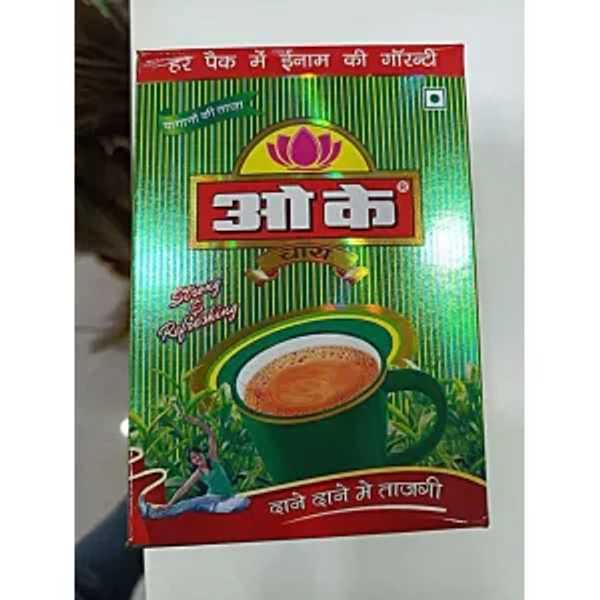 हर पैक में ईनाम की गॉरन्टी
बागानों की ताजा
ओ के®
चाय
Strong
&
Refreshing
दाने दाने मे ताजगी